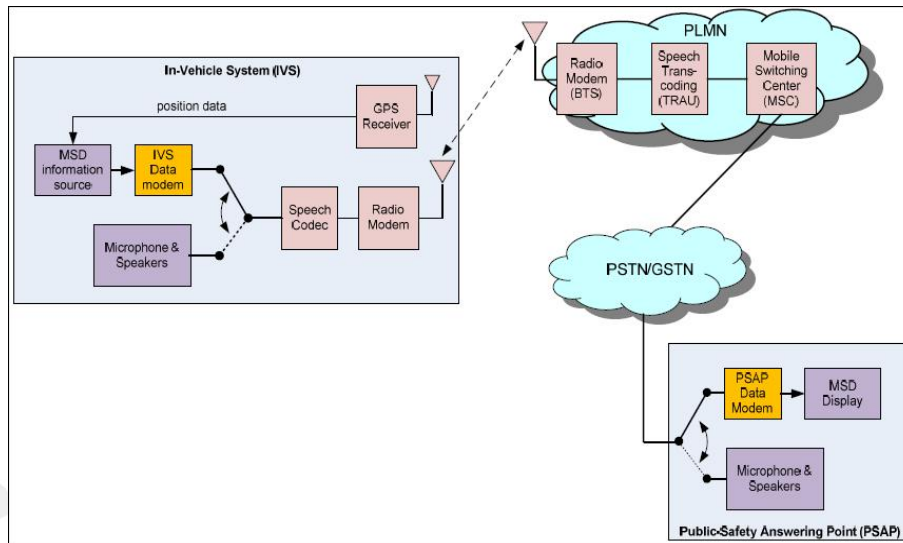 In-Vehicle System (IVS)
position data
GPS
Receiver
MSD
information
source
IVS
Data
modem
Speech
Codec
Radio
Modem
Microphone &
Speakers
PLMN
Radio
Modem
(BTS)
Speech
Trans-
coding
(TRAU)
Mobile
Switching
Center
(MSC)
PSTN/GSTN
PSAP
Data
Modem
MSD
Display
Microphone &
Speakers
Public-Safety Answering Point (PSAP)